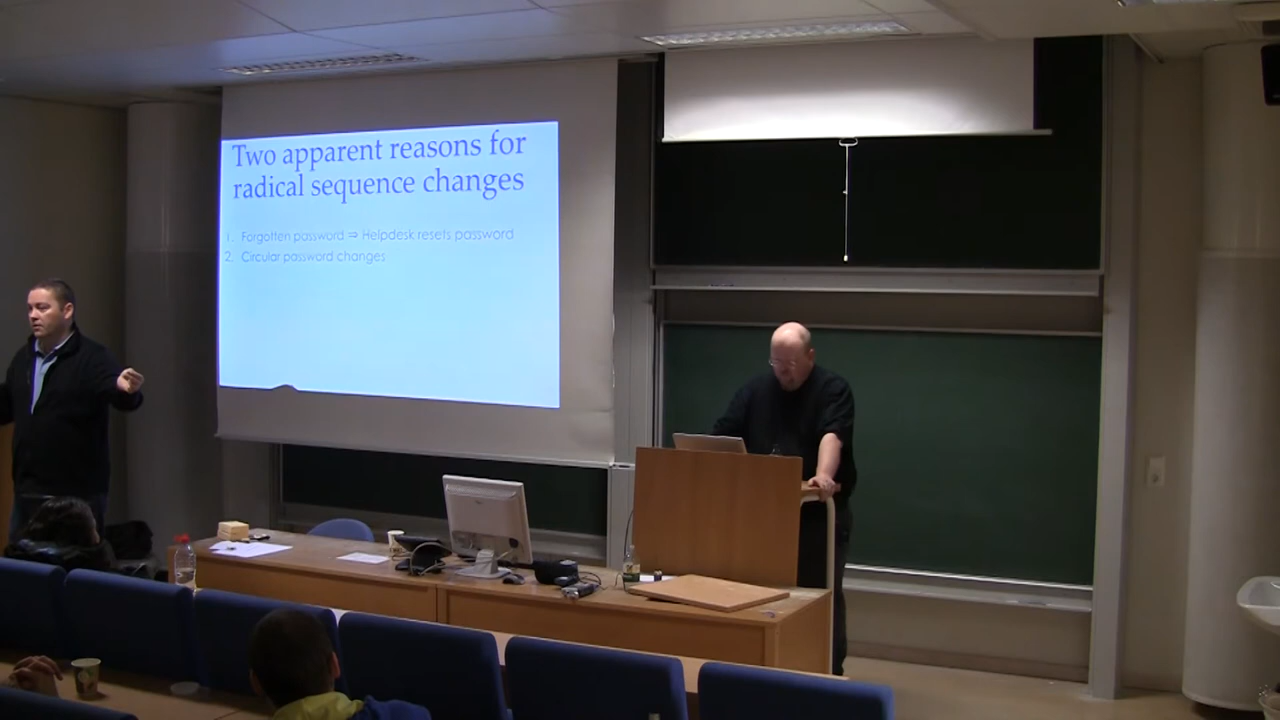 Two apparent reasons for
radical sequence changes
1. Forgotten password ⇒ Helpdesk resets password
2. Circular password changes